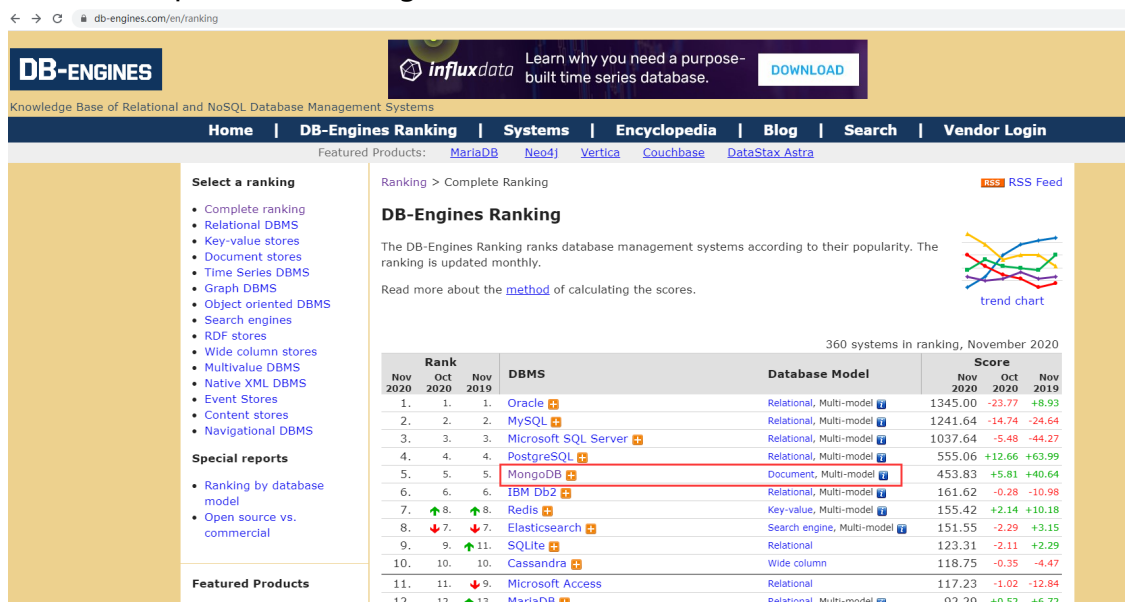 db-engines.com/en/ranking
DB-ENGINES
influxdata
Learn why you need a purpose-
built time series database.
DOWNLOAD
Knowledge Base of Relational and NoSQL Database Management Systems
Home | DB-Engines Ranking | Systems | Encyclopedia | Blog | Search | Vendor Login
Featured Products: MariaDB Neo4j Vertica Couchbase DataStax Astra
Select a ranking
Complete ranking
Relational DBMS
Key-value stores
Document stores
Time Series DBMS
Graph DBMS
Object oriented DBMS
Search engines
RDF stores
Wide column stores
Multivalue DBMS
Native XML DBMS
Event Stores
Content stores
Navigational DBMS
Special reports
Ranking by database
model
Open source vs.
commercial
Featured Products
Ranking > Complete Ranking
RSS RSS Feed
DB-Engines Ranking
The DB-Engines Ranking ranks database management systems according to their popularity. The
ranking is updated monthly.
Read more about the method of calculating the scores.
trend chart
360 systems in ranking, November 2020
Rank DBMS Database Model Score
Nov Oct Nov Nov Oct Nov
2020 2020 2019 2020 2020 2019
1. 1. 1. Oracle Relational, Multi-model 1345.00 -23.77 +8.93
2. 2. 2. MySQL Relational, Multi-model 1241.64 -14.74 -24.64
3. 3. 3. Microsoft SQL Server Relational, Multi-model 1037.64 -5.48 -44.27
4. 4. 4. PostgreSQL Relational, Multi-model 555.06 +12.66 +63.99
5. 5. 5. MongoDB Document, Multi-model 453.83 +5.81 +40.64
6. 6. 6. IBM Db2 Relational, Multi-model 161.62 -0.28 -10.98
7. 8. 8. Redis Key-value, Multi-model 155.42 +2.14 +10.18
8. 7. 7. Elasticsearch Search engine, Multi-model 151.55 -2.29 +3.15
9. 9. 11. SQLite Relational 123.31 -2.11 +2.29
10. 10. 10. Cassandra Wide column 118.75 -0.35 -4.47
11. 11. 9. Microsoft Access Relational 117.23 -1.02 -12.84
12. 12. 13. MariaDB Relational, Multi-model 92.29 +0.52 +6.72